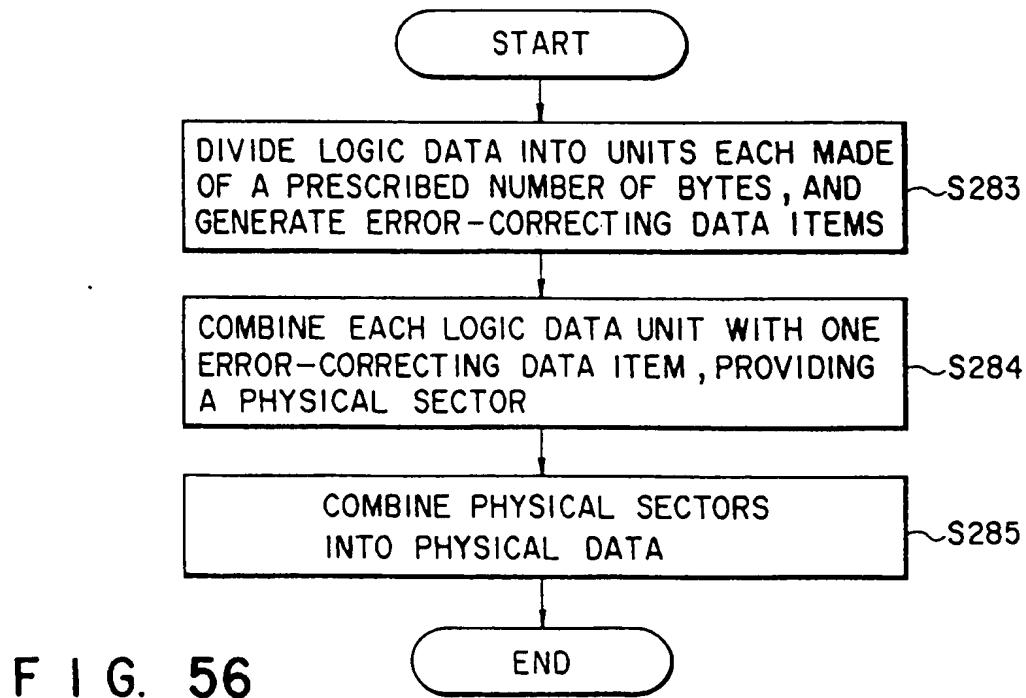 START
DIVIDE LOGIC DATA INTO UNITS EACH MADE
OF A PRESCRIBED NUMBER OF BYTES, AND
GENERATE ERROR-CORRECTING DATA ITEMS
S283
COMBINE EACH LOGIC DATA UNIT WITH ONE
ERROR-CORRECTING DATA ITEM, PROVIDING
A PHYSICAL SECTOR
S284
COMBINE PHYSICAL SECTORS
INTO PHYSICAL DATA
S285
END
FIG. 56